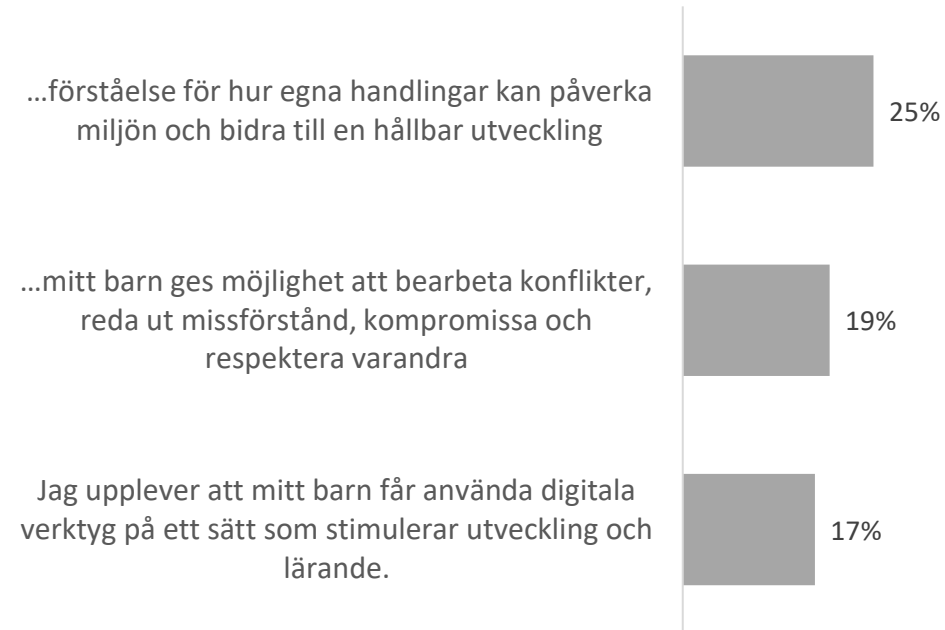 ...förståelse för hur egna handlingar kan påverka
miljön och bidra till en hållbar utveckling
25%
...mitt barn ges möjlighet att bearbeta konflikter,
reda ut missförstånd, kompromissa och
respektera varandra
19%
Jag upplever att mitt barn får använda digitala
verktyg på ett sätt som stimulerar utveckling och
lärande.
17%